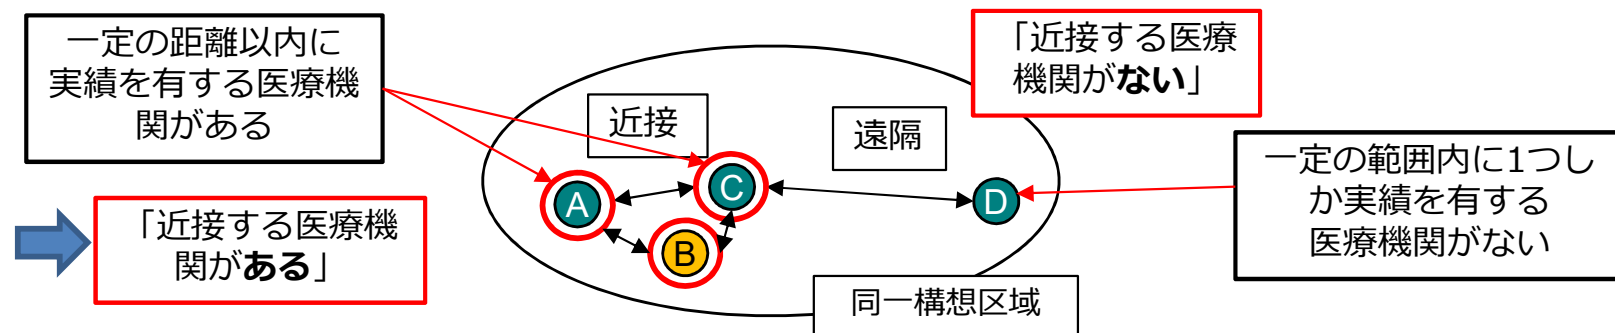 一定の距離以内に
実績を有する医療機
関がある
「近接する医療機
関がある」
近接
遠隔
A
B
C
D
同一構想区域
「近接する医療
機関がない」
一定の範囲内に1つし
か実績を有する
医療機関がない